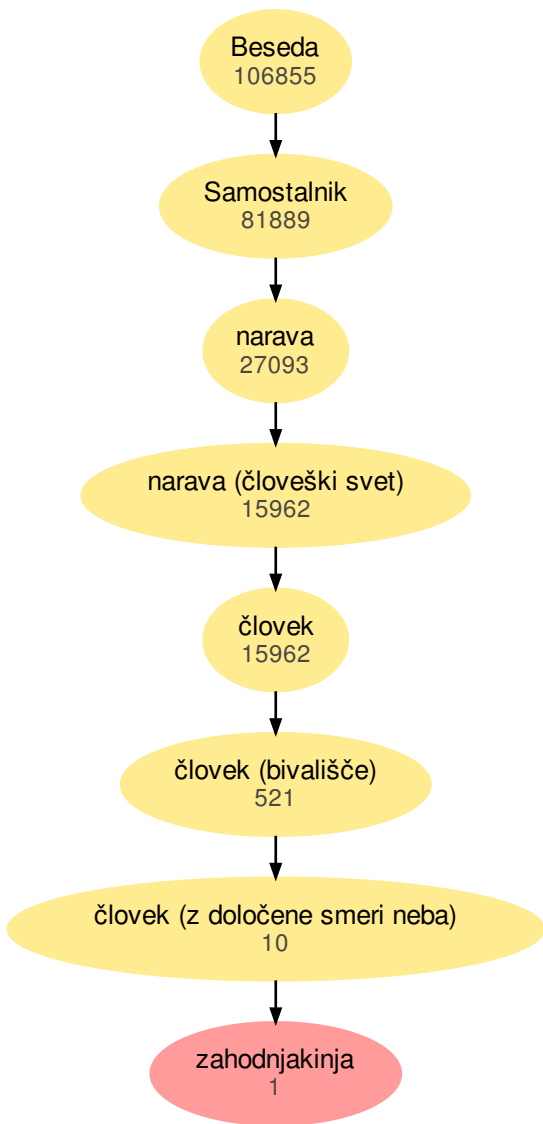 Beseda
106855
Samostalnik
81889
narava
27093
narava (človeški svet)
15962
človek
15962
človek (bivališče)
521
človek (z določene smeri neba)
10
zahodnjakinja
1